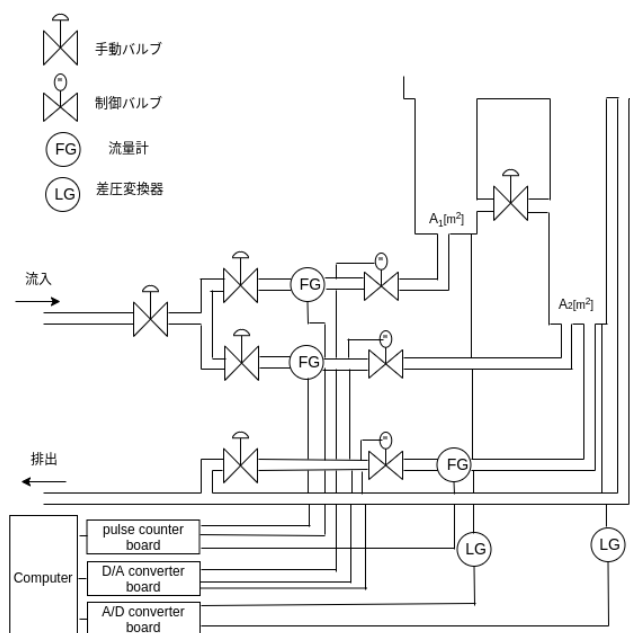 手動バルブ
制御バルブ
FG
流量計
LG
差圧変換器
A1[m2]
流入
FG
A2[m2]
FG
排出
FG
pulse counter
board
LG
LG
Computer
D/A converter
board
A/D converter
board